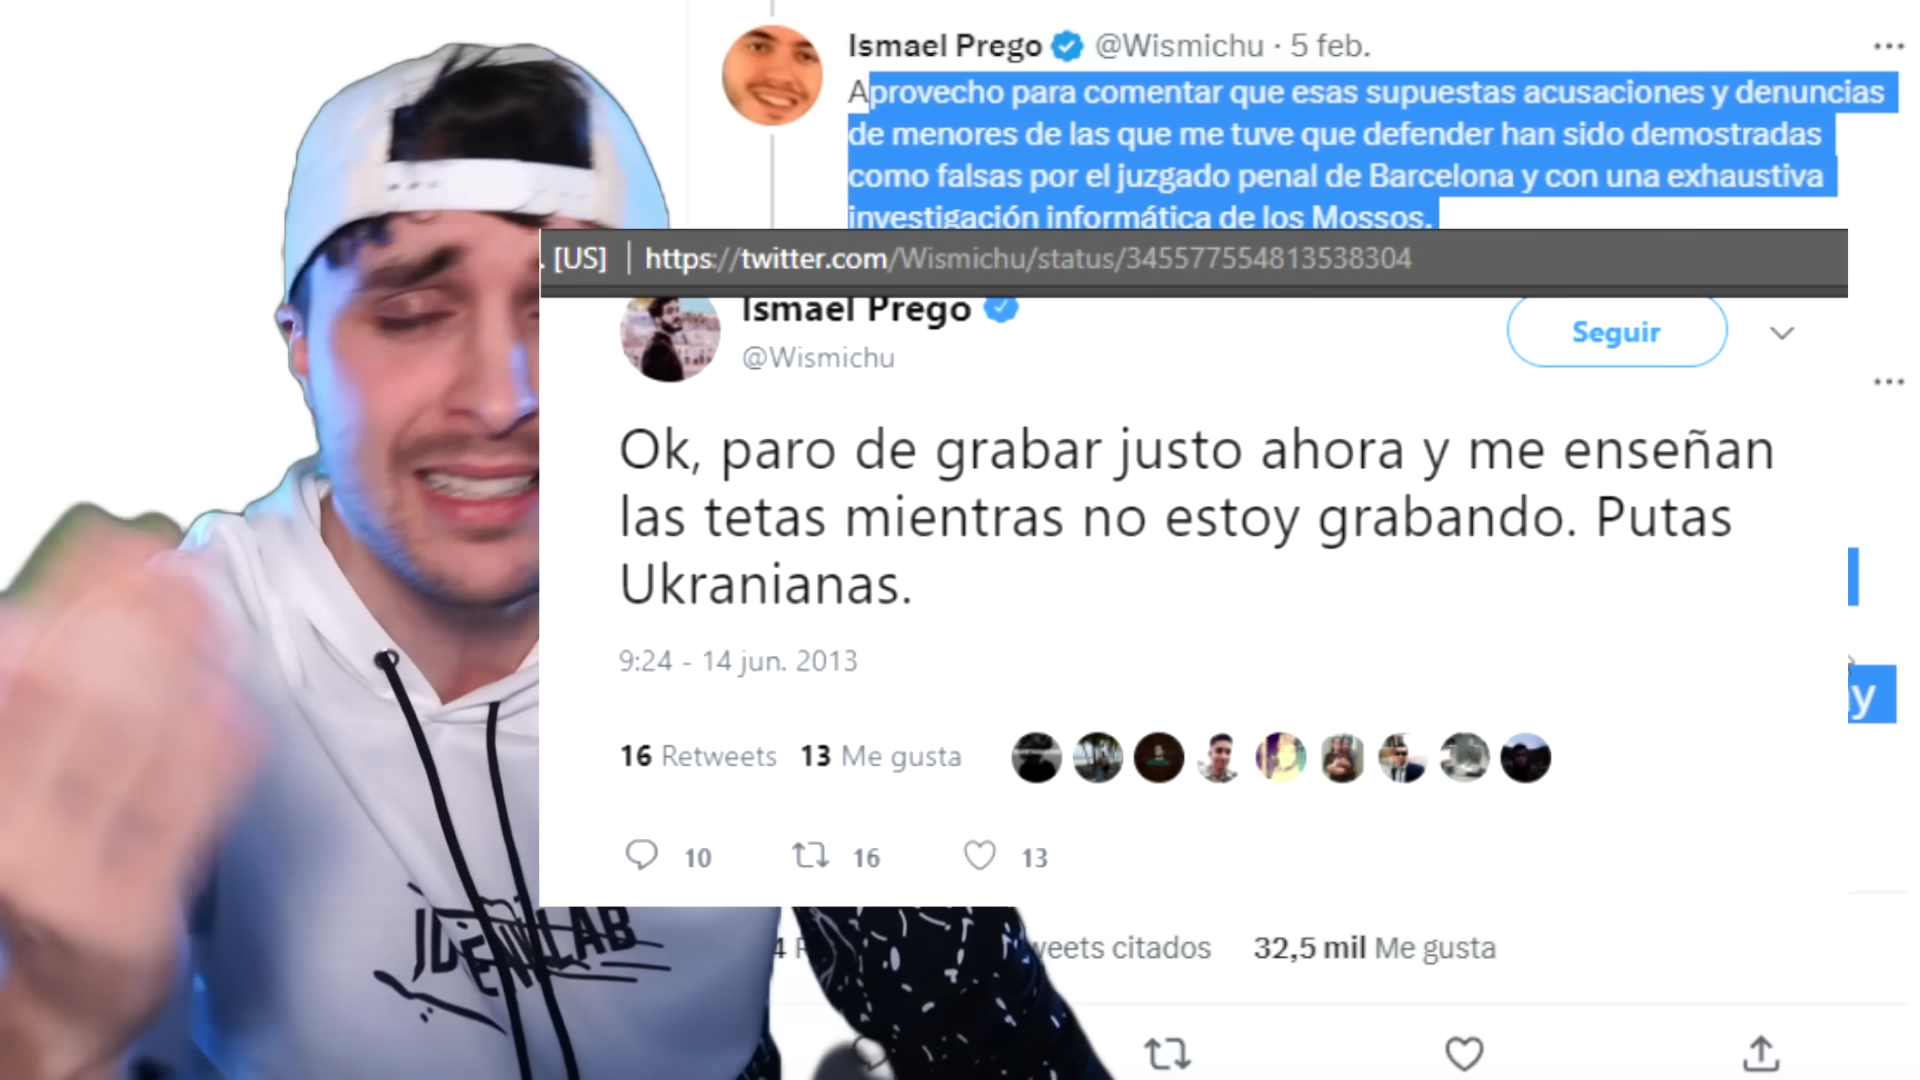 Ismael Prego @Wismichu · 5 feb.
Aprovecho para comentar que esas supuestas acusaciones y denuncias
de menores de las que me tuve que defender han sido demostradas
como falsas por el juzgado penal de Barcelona y con una exhaustiva
investigación informática de los Mossos.
. [US] | https://twitter.com/Wismichu/status/345577554813538304
Ismael Prego
@Wismichu
Seguir
Ok, paro de grabar justo ahora y me enseñan
las tetas mientras no estoy grabando. Putas
Ukranianas.
9:24 - 14 jun. 2013
16 Retweets 13 Me gusta
10 16 13
y
citados 32,5 mil Me gusta